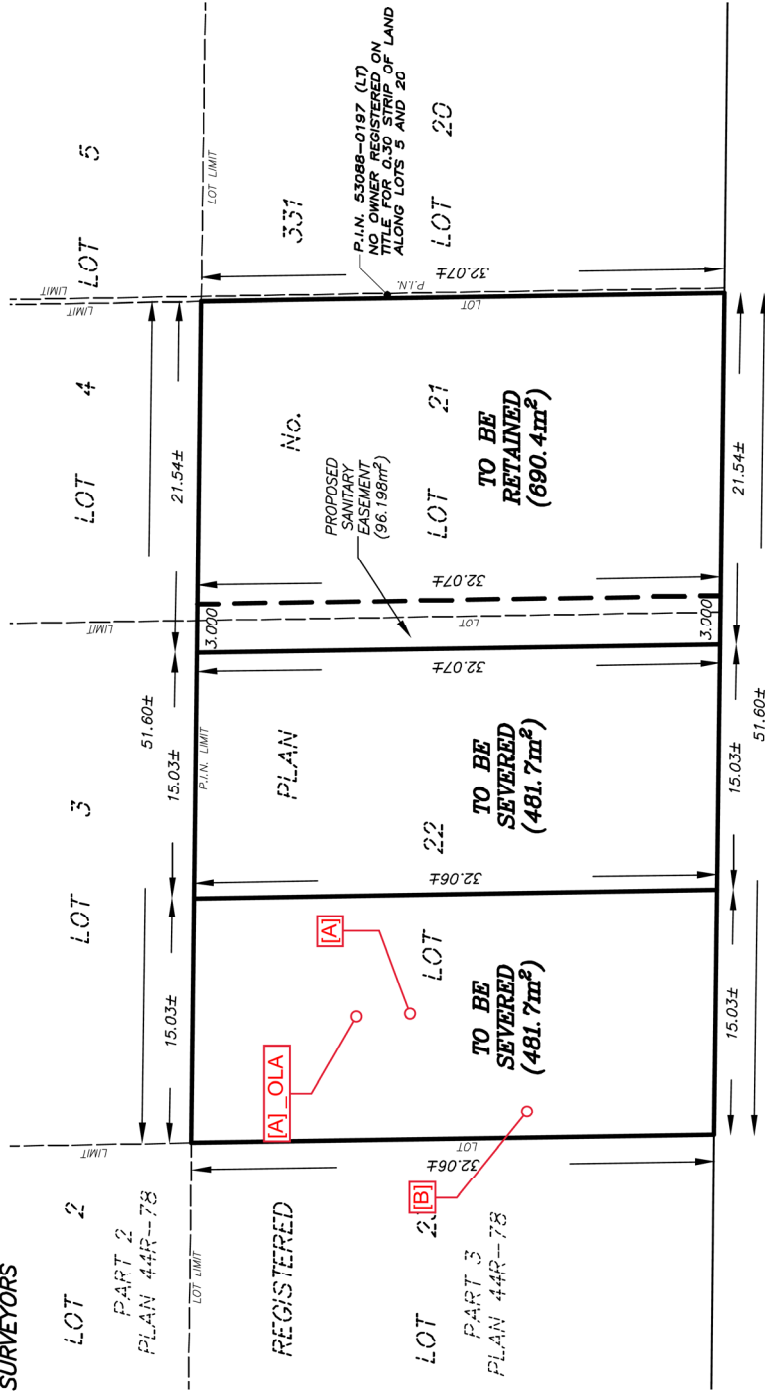 SURVEYORS
LOT 2
PART 2
PLAN 44R-78
LOT 3
LOT 4
LOT 5
LIMIT
LIMIT
LIMIT
LIMIT
51.60±
15.03±
15.03±
21.54±
LOT LIMIT
P.I.N. LIMIT
LOT LIMIT
REGISTERED
PLAN
No.
331
3.000
32.06±
32.06±
32.07±
32.07±
32.07±
PROPOSED
SANITARY
EASEMENT
(96.198m²)
P.I.N. 53088-0197 (LT)
NO OWNER REGISTERED ON
TITLE FOR 0.30 STRIP OF LAND
ALONG LOTS 5 AND 20
P.I.N.
[A]_OLA
[A]
[B]
LOT
PART 3
PLAN 44R-78
LOT 22
LOT 21
LOT 20
LOT
LOT
LOT
TO BE
SEVERED
(481.7m²)
TO BE
SEVERED
(481.7m²)
TO BE
RETAINED
(690.4m²)
3.000
15.03±
15.03±
21.54±
51.60±